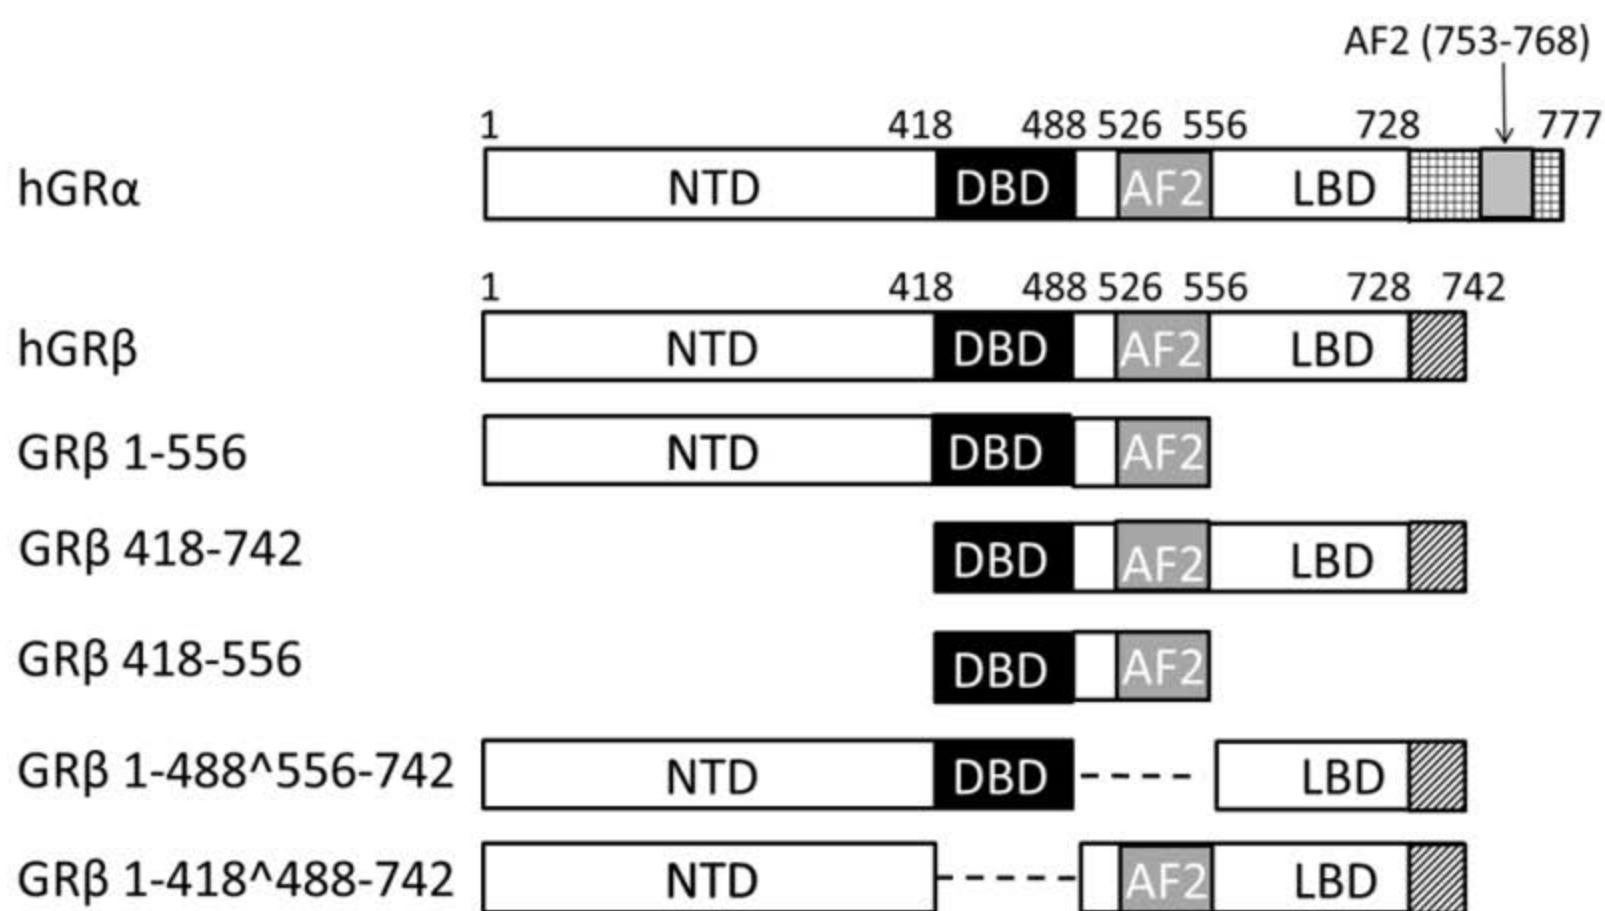 AF2 (753-768)
1 418 488 526 556 728 777
hGRα NTD DBD AF2 LBD
1 418 488 526 556 728 742
hGRβ NTD DBD AF2 LBD
GRβ 1-556 NTD DBD AF2
GRβ 418-742 DBD AF2 LBD
GRβ 418-556 DBD AF2
GRβ 1-488^556-742 NTD DBD LBD
GRβ 1-418^488-742 NTD AF2 LBD